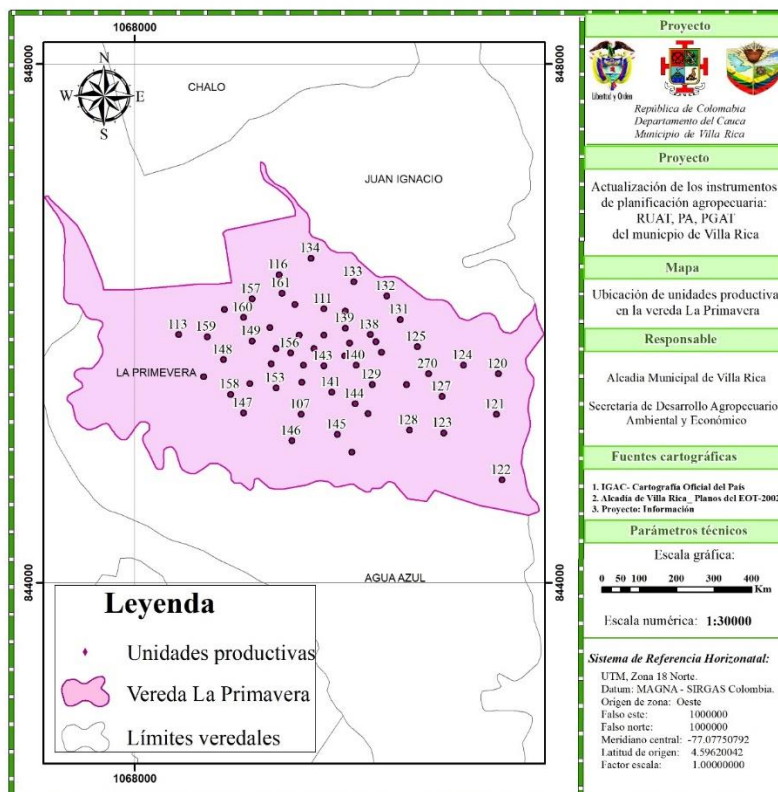 1068000
848000
848000
N
W
E
S
CHALO
JUAN IGNACIO
134
116
133
161
132
157
111
160
131
139
138
113
159
149
125
156
148
143
140
270
124
120
LA PRIMEVERA
129
158
153
141
127
147
107
144
121
145
128
123
146
122
844000
844000
AGUA AZUL
Leyenda
Unidades productivas
Vereda La Primavera
Límites veredales
1068000
Proyecto
Libertad y Orden
República de Colomabia
Departamento del Cauca
Municipio de Villa Rica
Proyecto
Actualización de los instrumentos
de planificación agropecuaria:
RUAT, PA, PGAT
del municpio de Villa Rica
Mapa
Ubicación de unidades productiva
en la vereda La Primavera
Responsable
Alcadia Municipal de Villa Rica
Secretaria de Desarrollo Agropecuario
Ambiental y Económico
Fuentes cartográficas
1. IGAC- Cartografía Oficial del País
2. Alcadía de Villa Rica_ Planos del EOT-2002
3. Proyecto: Información
Parámetros técnicos
Escala gráfica:
0 50 100 200 300 400
Km
Escala numérica: 1:30000
Sistema de Referencia Horizonatal:
UTM, Zona 18 Norte.
Datum: MAGNA - SIRGAS Colombia.
Origen de zona: Oeste
Falso este: 1000000
Falso norte: 1000000
Meridiano central: -77.07750792
Latitud de origen: 4.59620042
Factor escala: 1.00000000